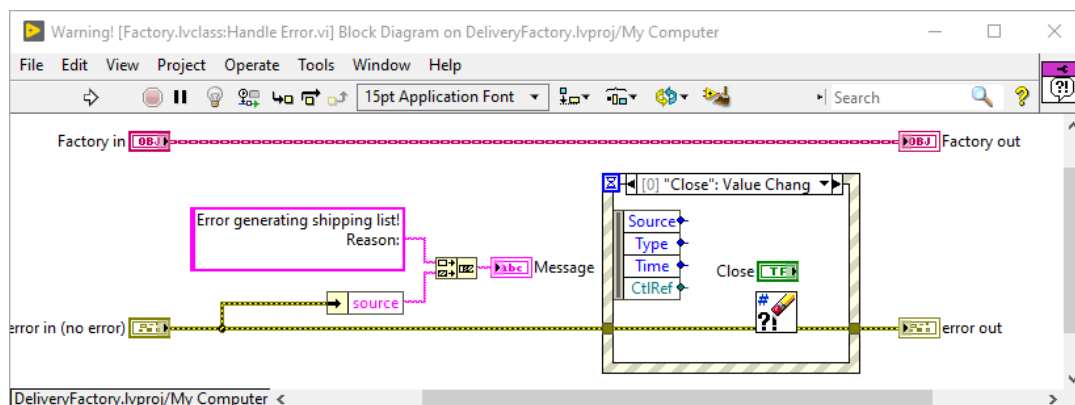 Warning! [Factory.lvclass:Handle Error.vi] Block Diagram on DeliveryFactory.lvproj/My Computer
File Edit View Project Operate Tools Window Help
15pt Application Font
Search
?
?!
Factory in
OBJ
OBJ
Factory out
[0] "Close": Value Chang
Error generating shipping list!
Reason:
Source
Type
Time
CtlRef
abc
Message
Close
TF
source
#
?!
error in (no error)
error out
DeliveryFactory.lvproj/My Computer